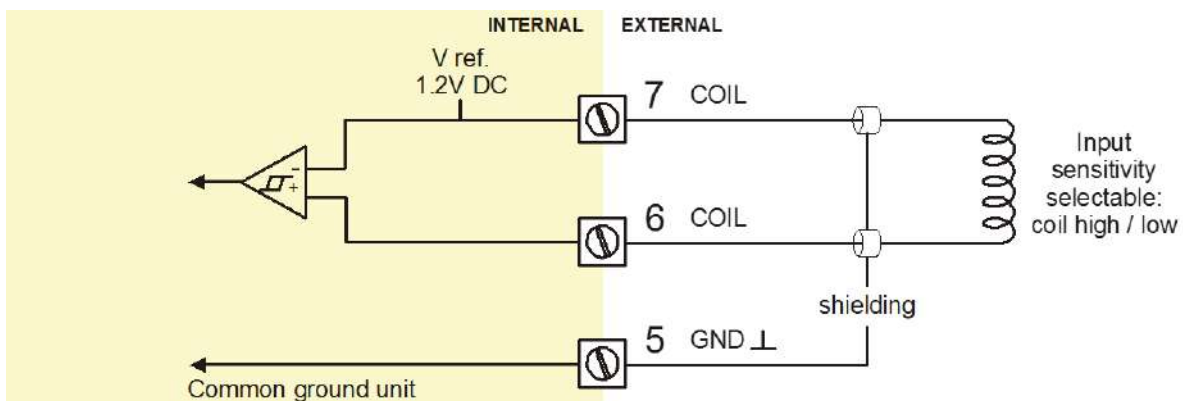 INTERNAL EXTERNAL
V ref.
1.2V DC
7 COIL
- 
+
Input
sensitivity
selectable:
coil high / low
6 COIL
shielding
5 GND ⊥
Common ground unit